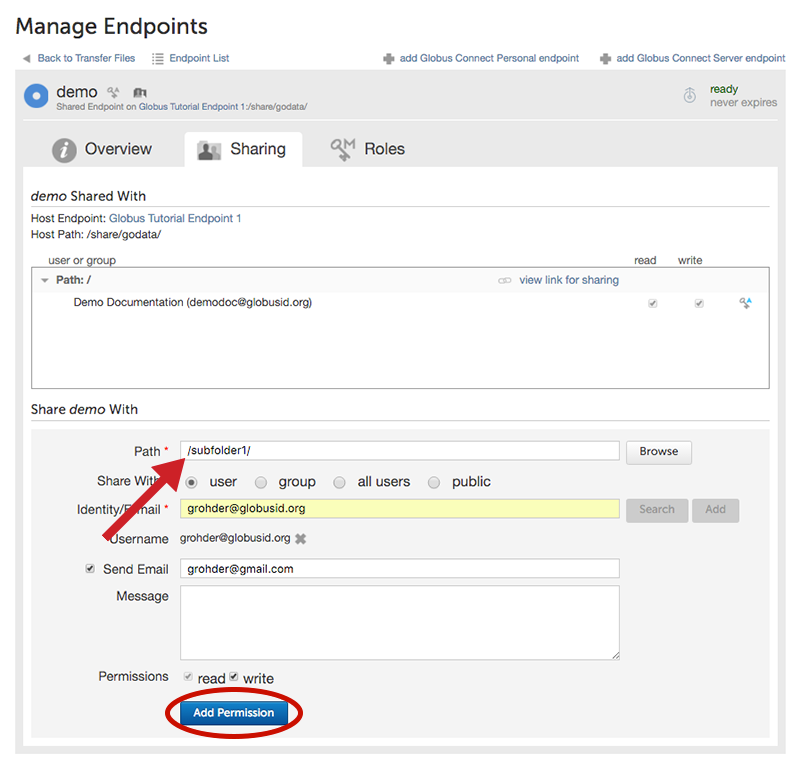 Manage Endpoints
Back to Transfer Files Endpoint List add Globus Connect Personal endpoint add Globus Connect Server endpoint
demo ready
Shared Endpoint on Globus Tutorial Endpoint 1:/share/godata/ never expires
Overview Sharing Roles
demo Shared With
Host Endpoint: Globus Tutorial Endpoint 1
Host Path: /share/godata/
user or group read write
Path: / view link for sharing
Demo Documentation (demodoc@globusid.org)
Share demo With
Path * /subfolder1/ Browse
Share With user group all users public
Identity/E-mail * grohder@globusid.org Search Add
Username grohder@globusid.org
Send Email grohder@gmail.com
Message
Permissions read write
Add Permission